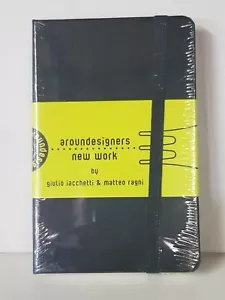 aroundesigners
new work
by
giulio iacchetti & matteo ragni